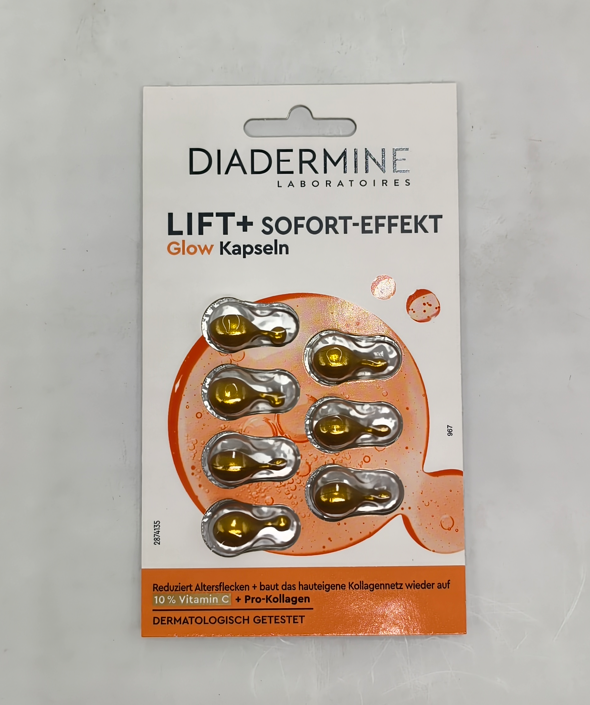 DIADERMINE
LABORATOIRES
LIFT+ SOFORT-EFFEKT
Glow Kapseln
967
2874135
Reduziert Altersflecken + baut das hauteigene Kollagennetz wieder auf
10 % Vitamin C + Pro-Kollagen
DERMATOLOGISCH GETESTET